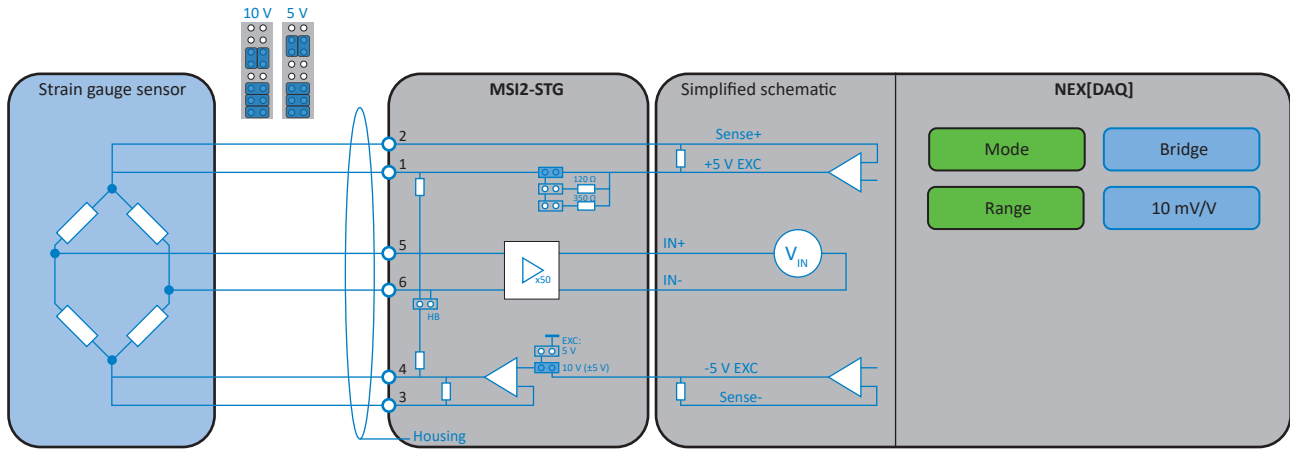 10 V 5 V
Strain gauge sensor
MSI2-STG
Simplified schematic
NEX[DAQ]
2
Sense+
Mode
Bridge
1
+5 V EXC
120 Ω
350 Ω
Range
10 mV/V
5
IN+
x50
VIN
6
IN-
HB
EXC:
5 V
4
10 V (±5 V)
-5 V EXC
3
Sense-
Housing